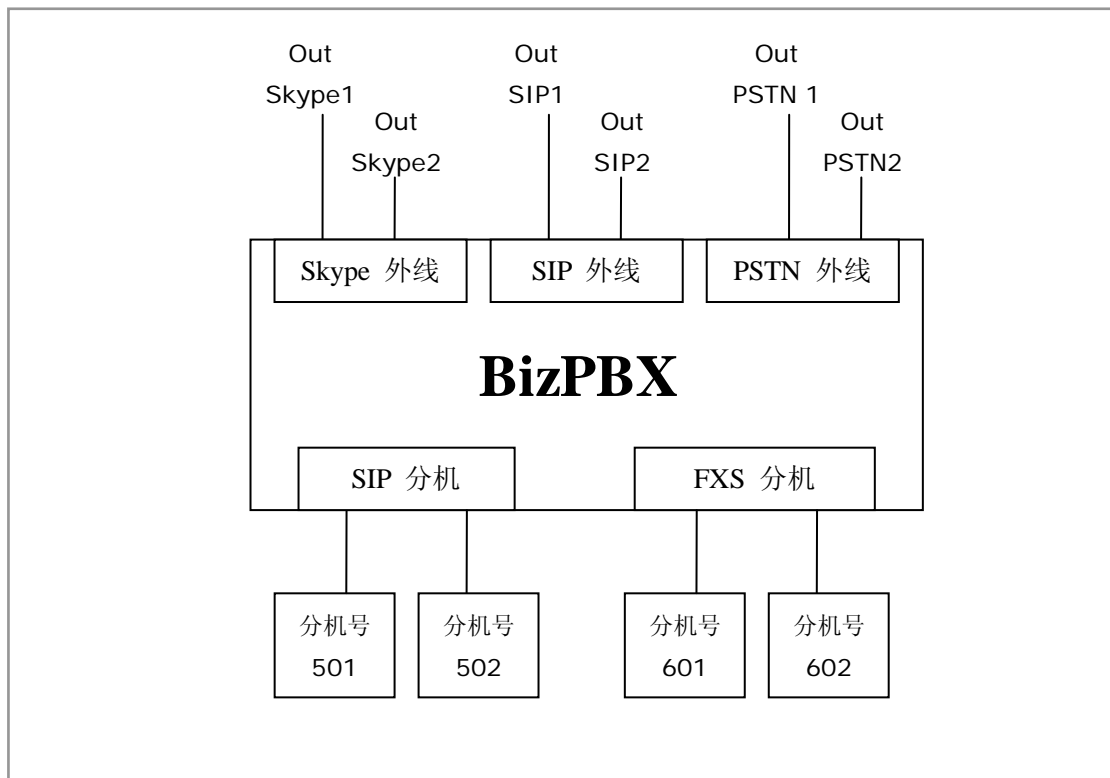 Out
Skype1
Out
Skype2
Out
SIP1
Out
SIP2
Out
PSTN 1
Out
PSTN2
Skype 外线
SIP 外线
PSTN 外线
BizPBX
SIP 分机
FXS 分机
分机号
501
分机号
502
分机号
601
分机号
602